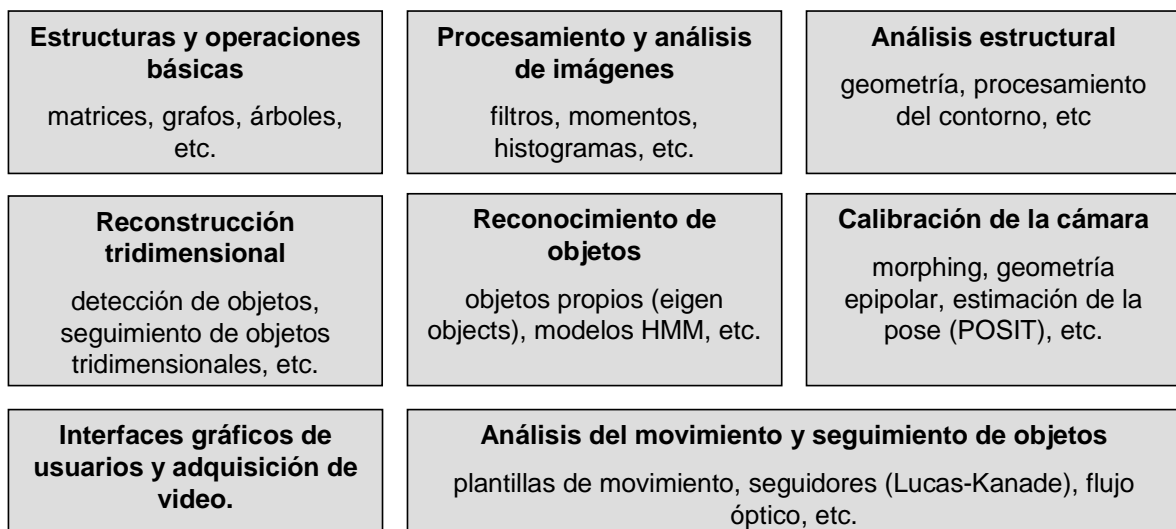 Estructuras y operaciones
básicas
matrices, grafos, árboles,
etc.
Procesamiento y análisis
de imágenes
filtros, momentos,
histogramas, etc.
Análisis estructural
geometría, procesamiento
del contorno, etc
Reconstrucción
tridimensional
detección de objetos,
seguimiento de objetos
tridimensionales, etc.
Reconocimiento de
objetos
objetos propios (eigen
objects), modelos HMM, etc.
Calibración de la cámara
morphing, geometría
epipolar, estimación de la
pose (POSIT), etc.
Interfaces gráficos de
usuarios y adquisición de
video.
Análisis del movimiento y seguimiento de objetos
plantillas de movimiento, seguidores (Lucas-Kanade), flujo
óptico, etc.